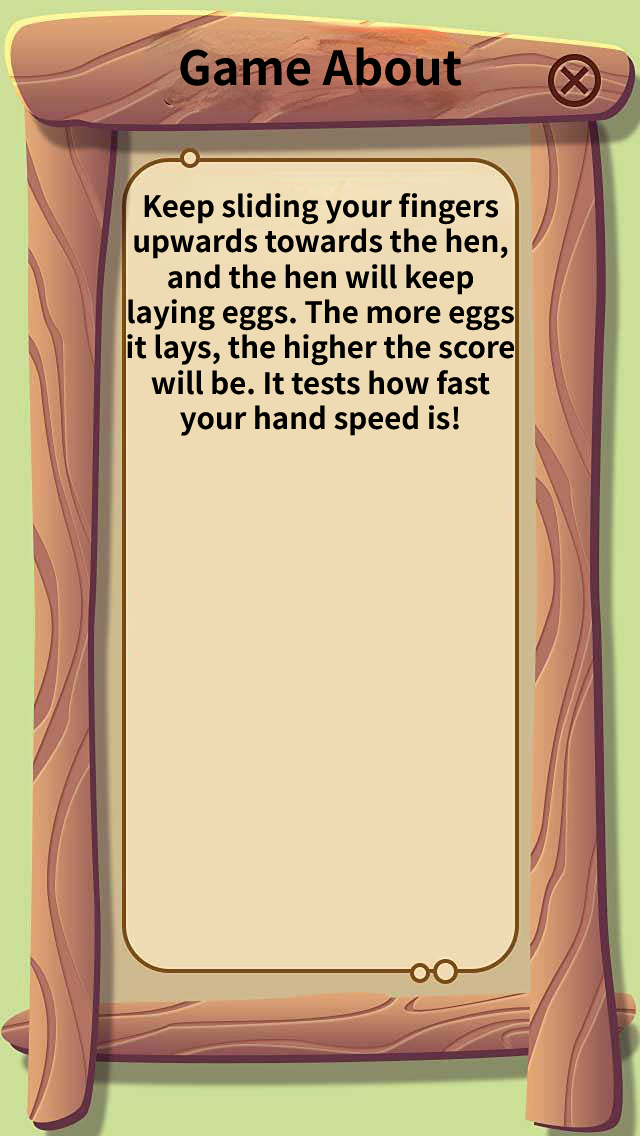 Game About
Keep sliding your fingers
upwards towards the hen,
and the hen will keep
laying eggs. The more eggs
it lays, the higher the score
will be. It tests how fast
your hand speed is!